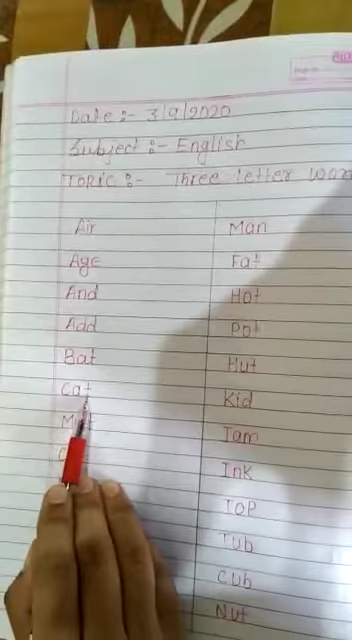 Date :- 3/9/2020
Subject :- English
Topic :- Three letter
Air
Age
And
Add
Bat
Cat
Man
Fat
Hot
Pot
Hut
Kid
Jam
Ink
Top
Tub
Cub
Nut